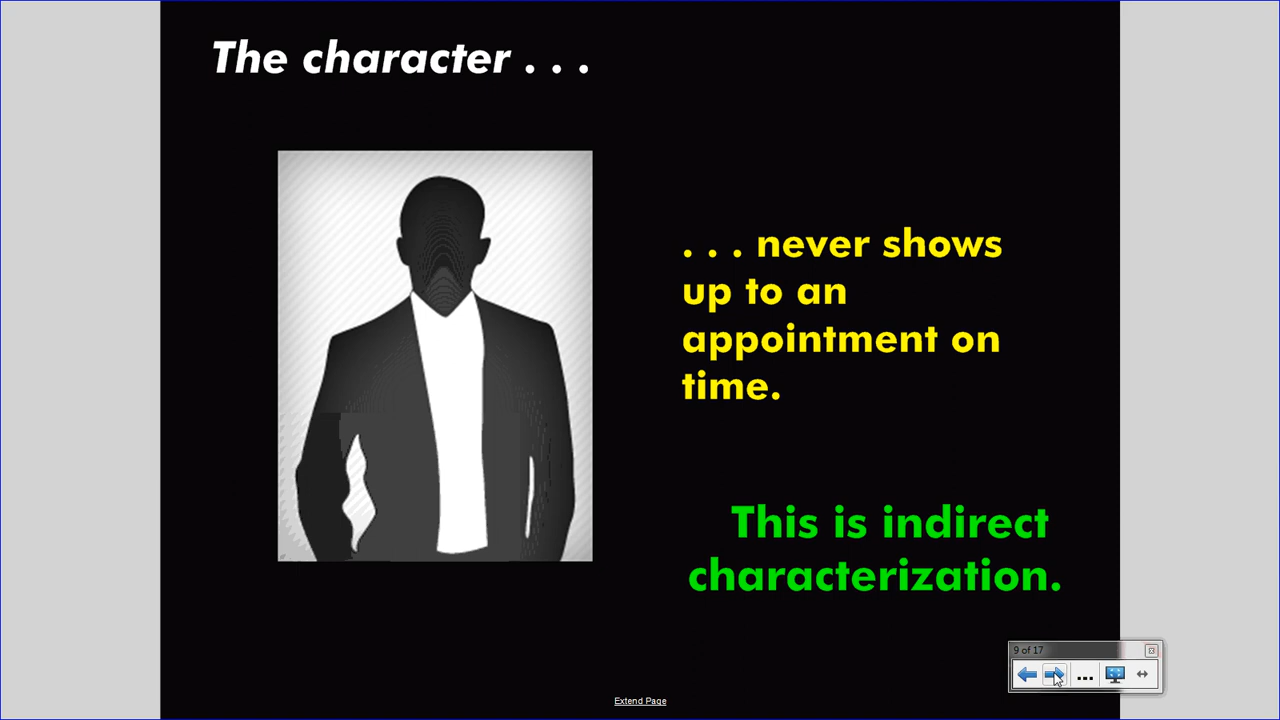 The character . . .
. . . never shows
up to an
appointment on
time.
This is indirect
characterization.
9 of 17
...
Extend Page